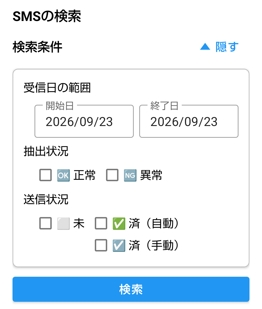 SMSの検索
検索条件 ▲ 隠す
受信日の範囲
開始日 終了日
2026/09/23 2026/09/23
抽出状況
🆗 正常 🆖 異常
送信状況
⬜ 未 ✅ 済（自動）
☑️ 済（手動）
検索